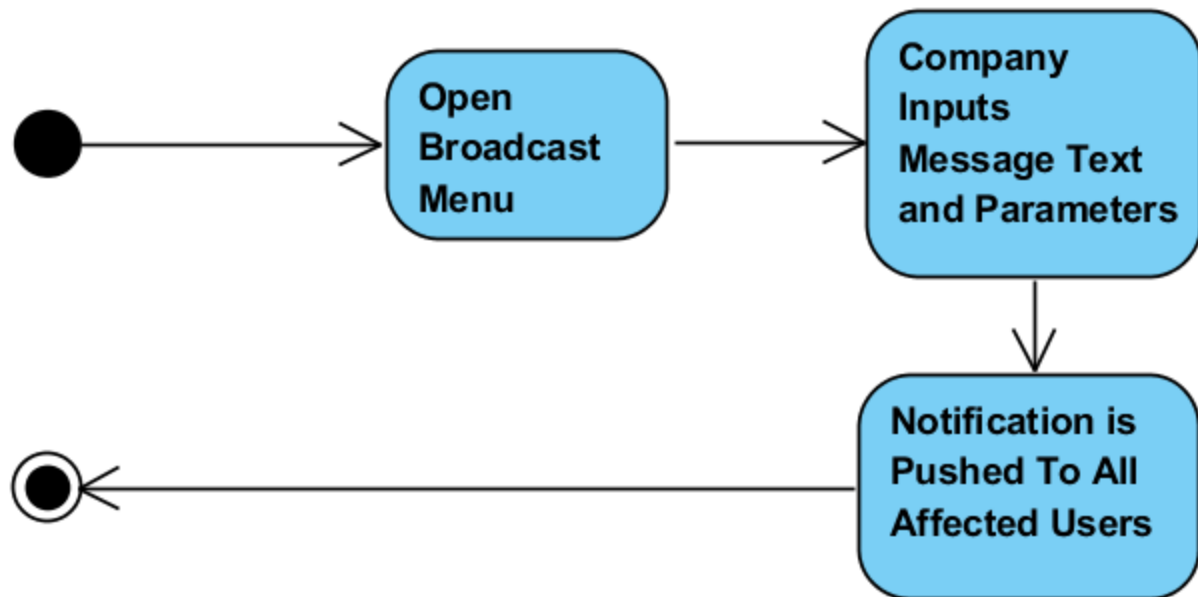 Open
Broadcast
Menu
Company
Inputs
Message Text
and Parameters
Notification is
Pushed To All
Affected Users